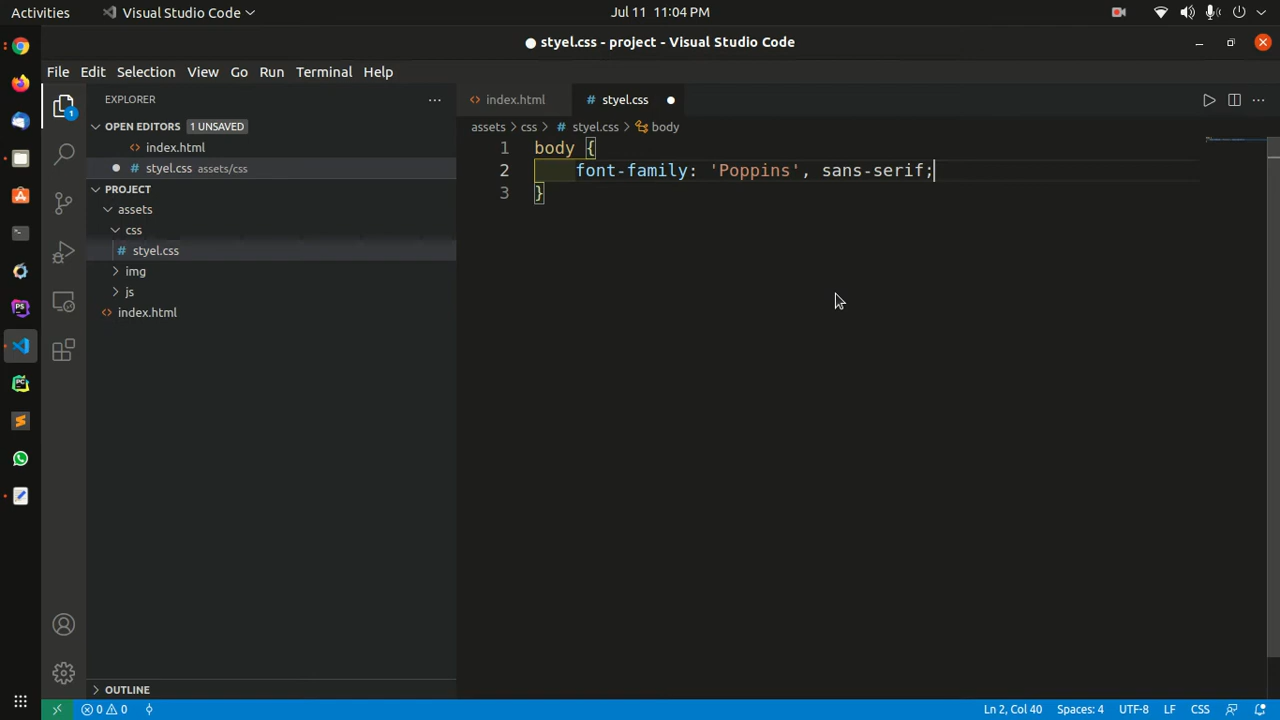 Activities
Visual Studio Code
Jul 11 11:04 PM
styel.css - project - Visual Studio Code
File Edit Selection View Go Run Terminal Help
EXPLORER
OPEN EDITORS 1 UNSAVED
index.html
styel.css assets/css
PROJECT
assets
css
styel.css
img
js
index.html
OUTLINE
index.html
styel.css
assets > css > # styel.css > body
1 body {
2 font-family: 'Poppins', sans-serif;
3 }
0 0
Ln 2, Col 40 Spaces: 4 UTF-8 LF CSS